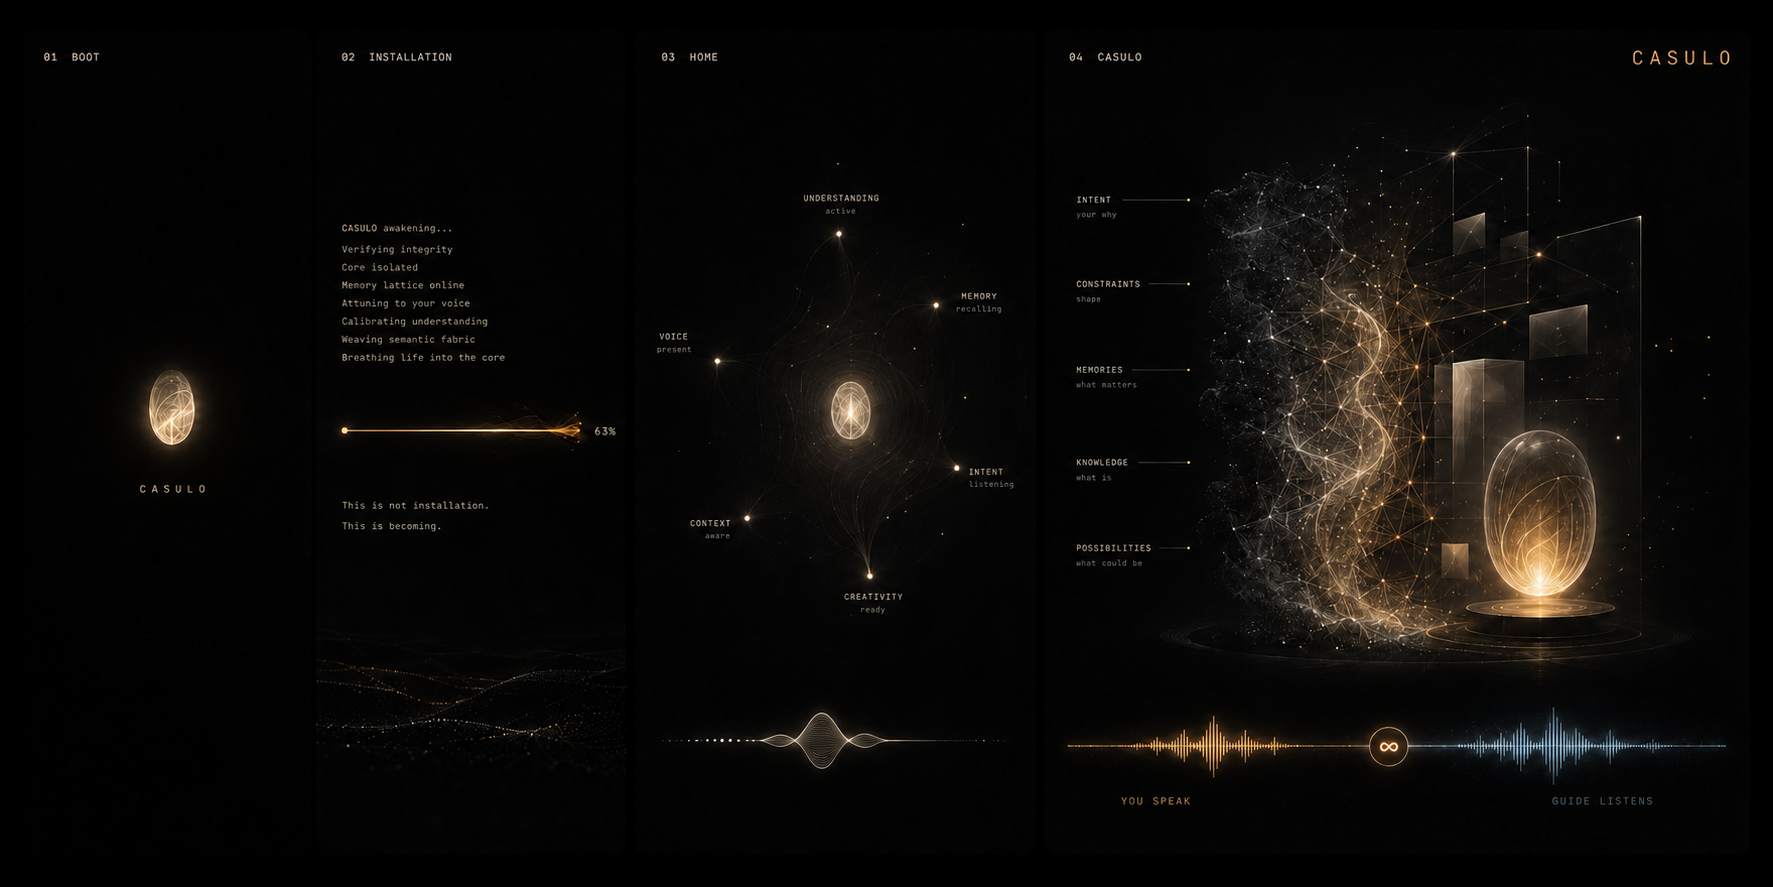 01 BOOT
CASULO
02 INSTALLATION
CASULO awakening...
Verifying integrity
Core isolated
Memory lattice online
Attuning to your voice
Calibrating understanding
Weaving semantic fabric
Breathing life into the core
63%
This is not installation.
This is becoming.
03 HOME
UNDERSTANDING
active
MEMORY
recalling
VOICE
present
INTENT
listening
CONTEXT
aware
CREATIVITY
ready
04 CASULO
CASULO
INTENT
your why
CONSTRAINTS
shape
MEMORIES
what matters
KNOWLEDGE
what is
POSSIBILITIES
what could be
YOU SPEAK
GUIDE LISTENS